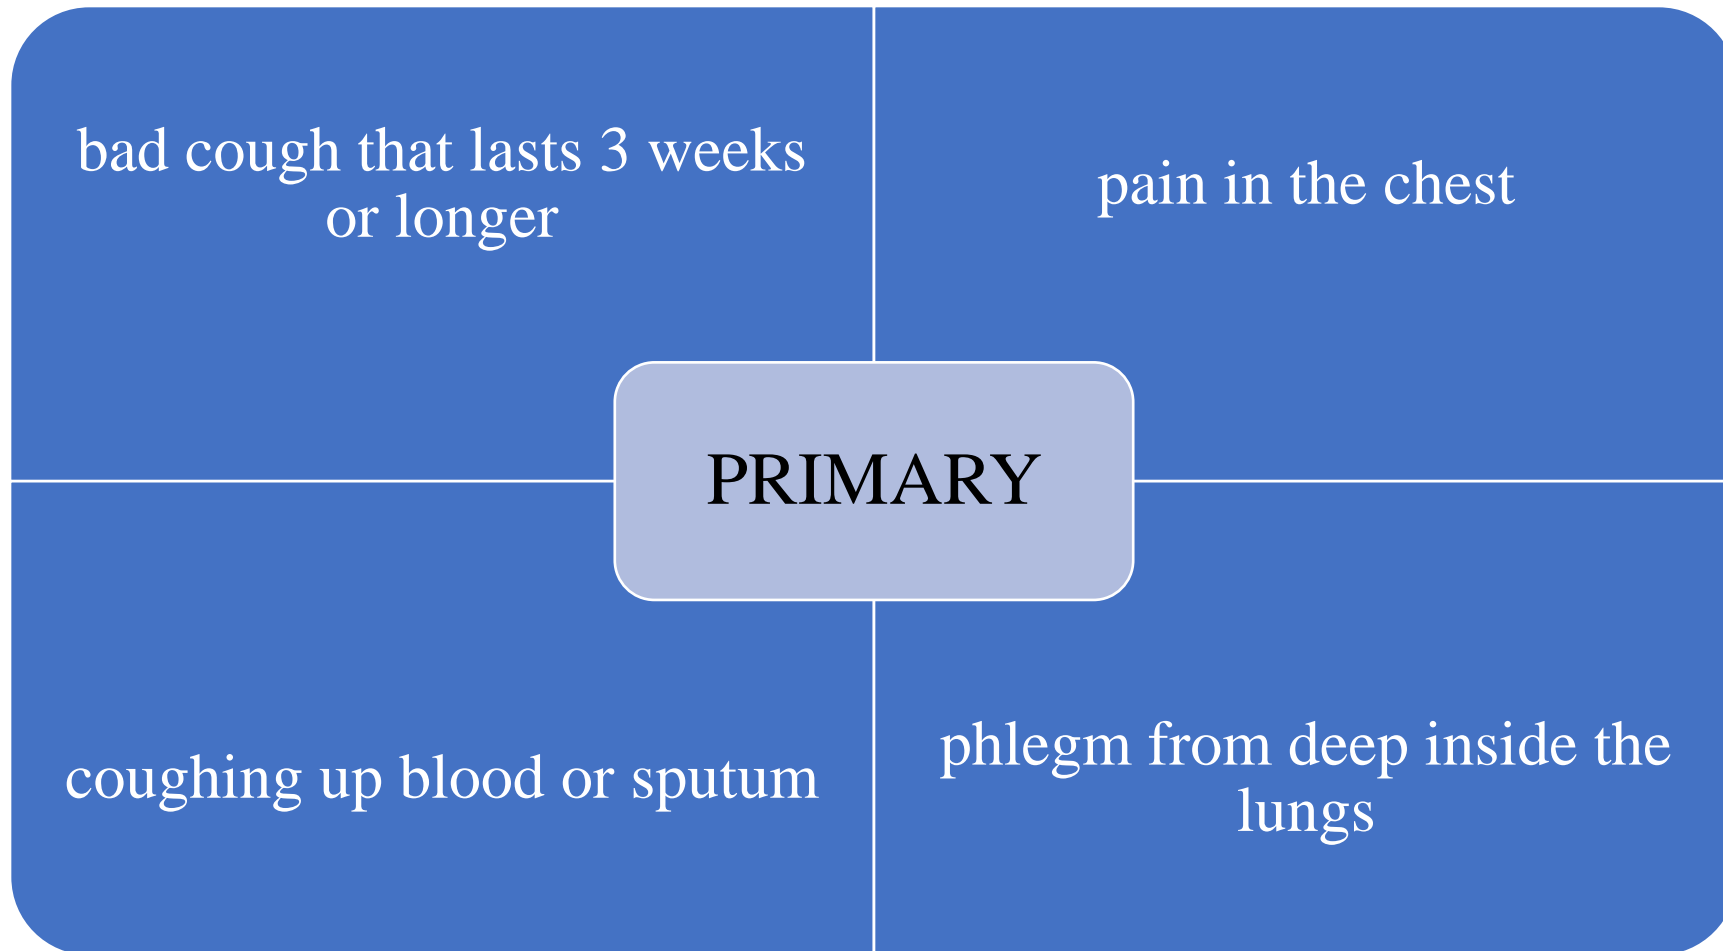 bad cough that lasts 3 weeks
or longer
pain in the chest
PRIMARY
coughing up blood or sputum
phlegm from deep inside the
lungs